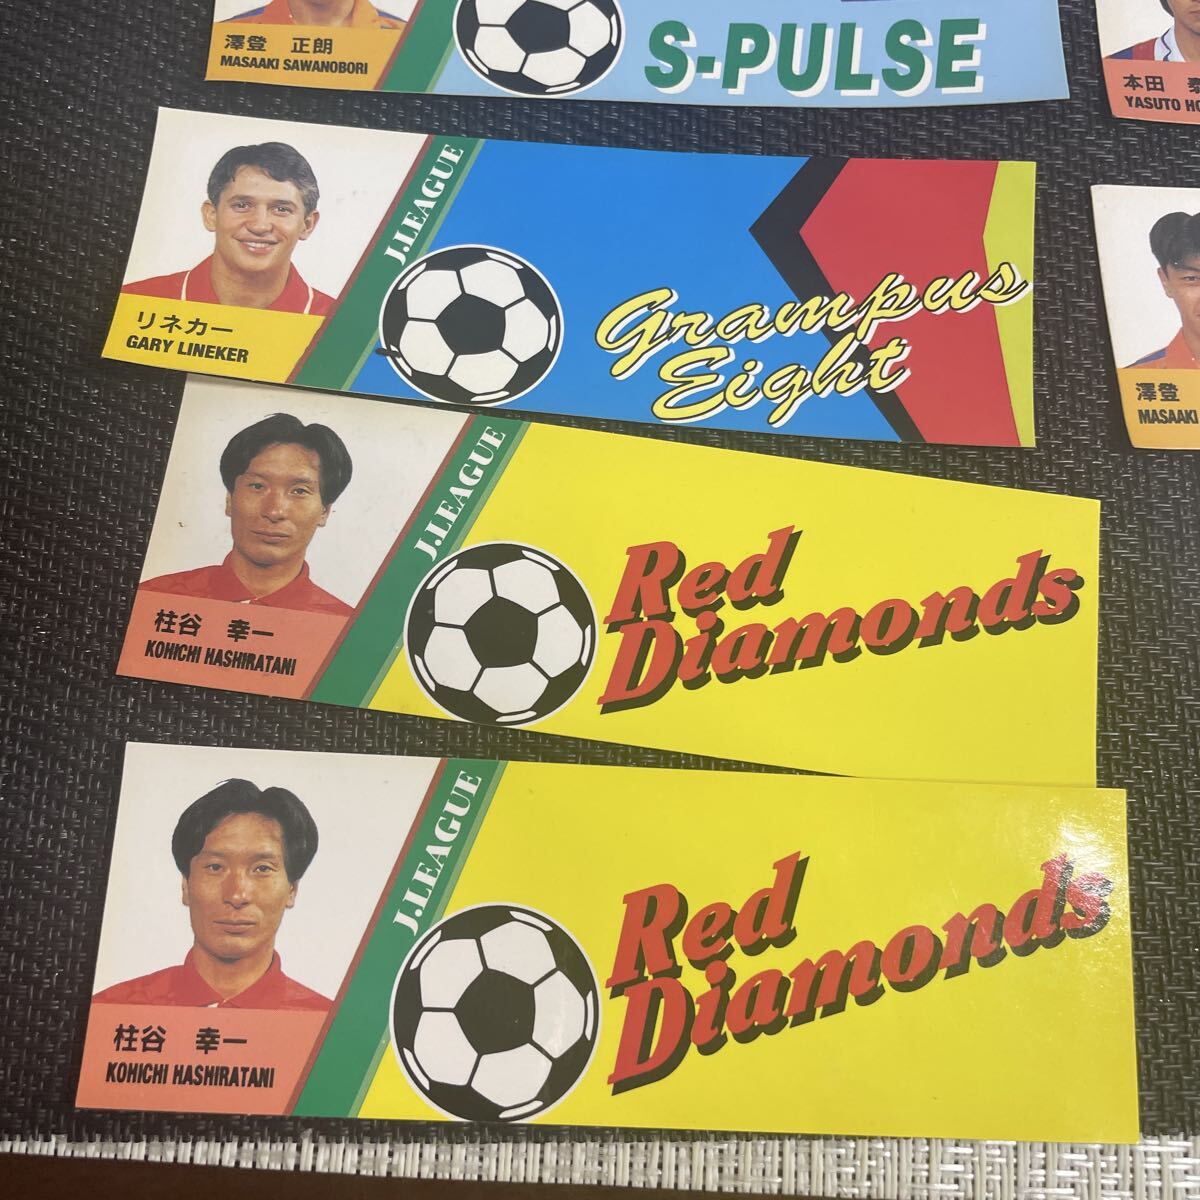 澤登 正朗
MASAAKI SAWANOBORI
S-PULSE
本田
YASUTO
J.LEAGUE
リネカー
GARY LINEKER
Grampus
Eight
澤登
MASAAKI
J.LEAGUE
柱谷 幸一
KOHICHI HASHIRATANI
Red
Diamonds
J.LEAGUE
柱谷 幸一
KOHICHI HASHIRATANI
Red
Diamonds